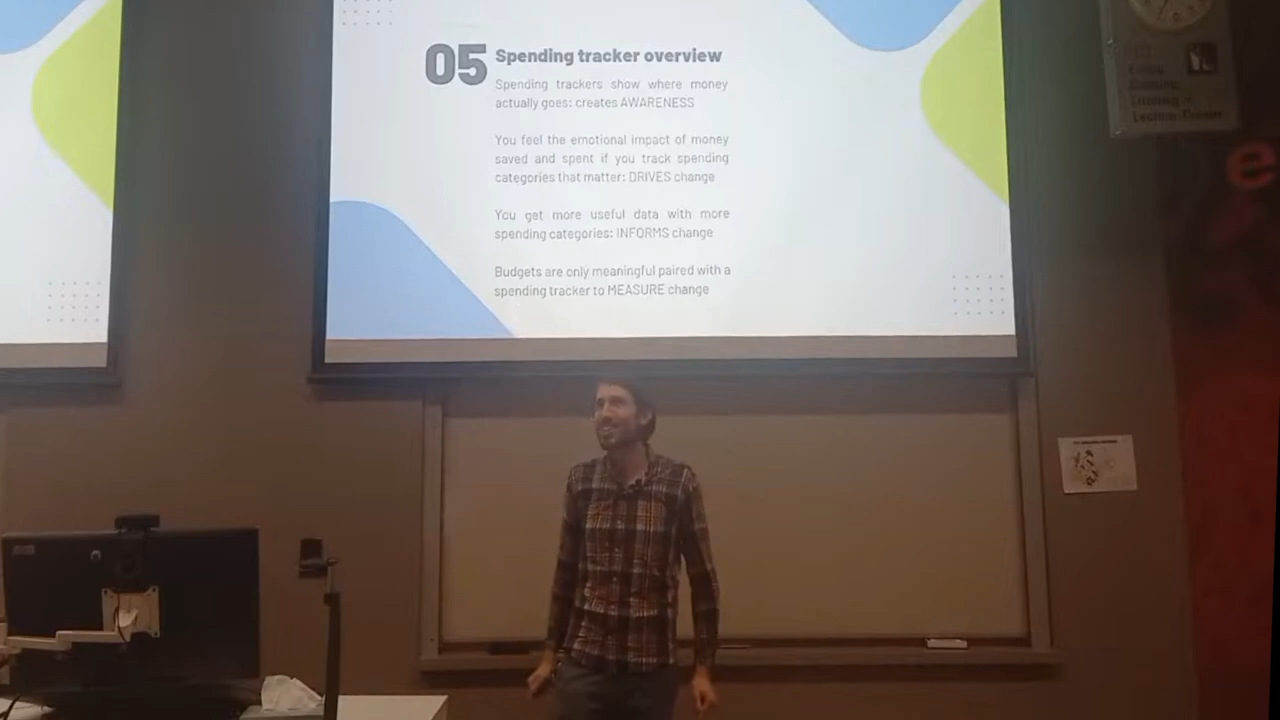 05 Spending tracker overview
Spending trackers show where money
actually goes: creates AWARENESS
You feel the emotional impact of money
saved and spent if you track spending
categories that matter: DRIVES change
You get more useful data with more
spending categories: INFORMS change
Budgets are only meaningful paired with a
spending tracker to MEASURE change
e